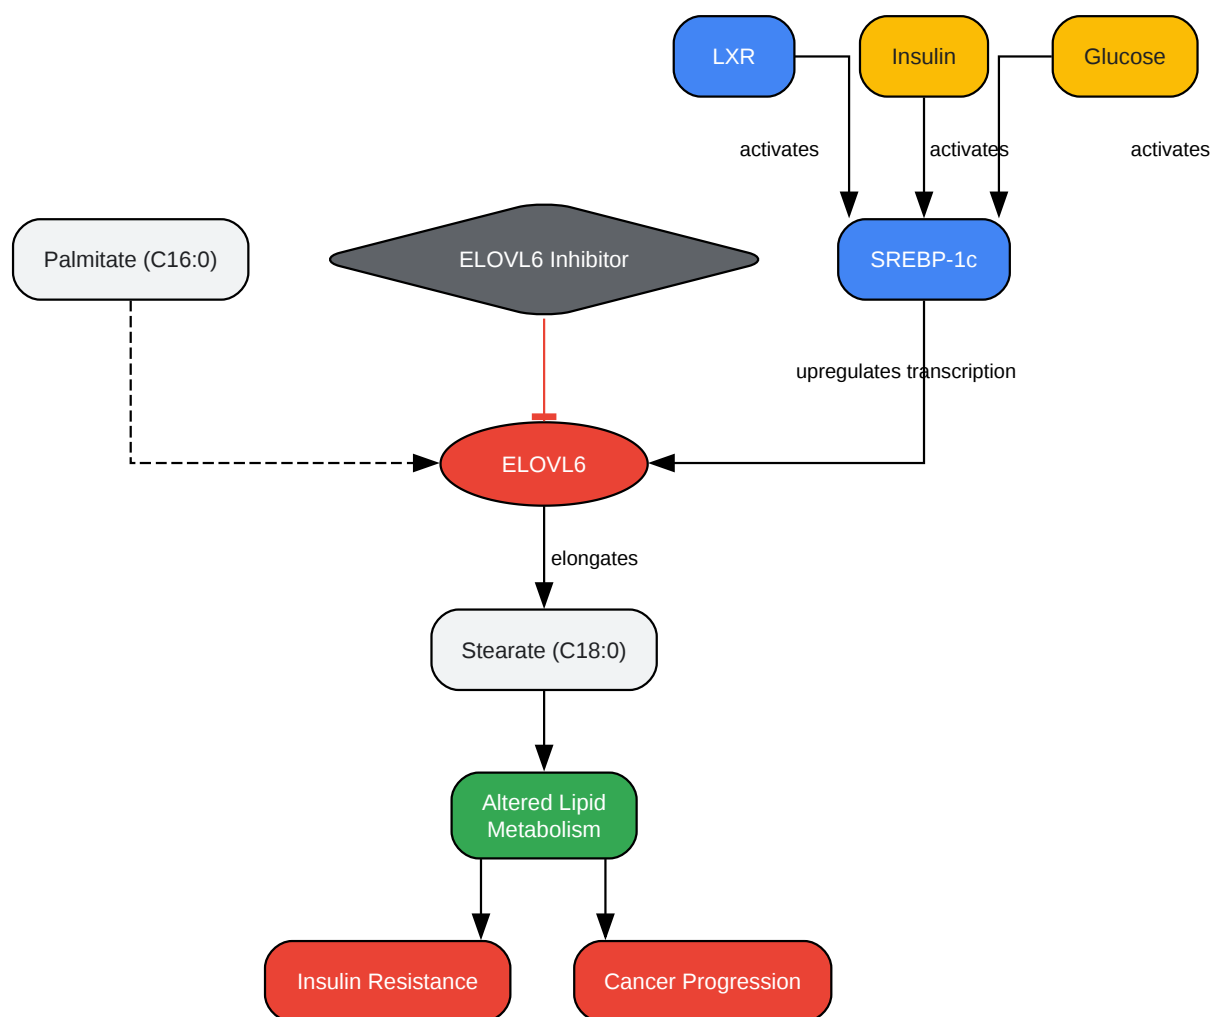 LXR
Insulin
Glucose
activates
activates
activates
Palmitate (C16:0)
ELOVL6 Inhibitor
SREBP-1c
upregulates transcription
ELOVL6
elongates
Stearate (C18:0)
Altered Lipid
Metabolism
Insulin Resistance
Cancer Progression